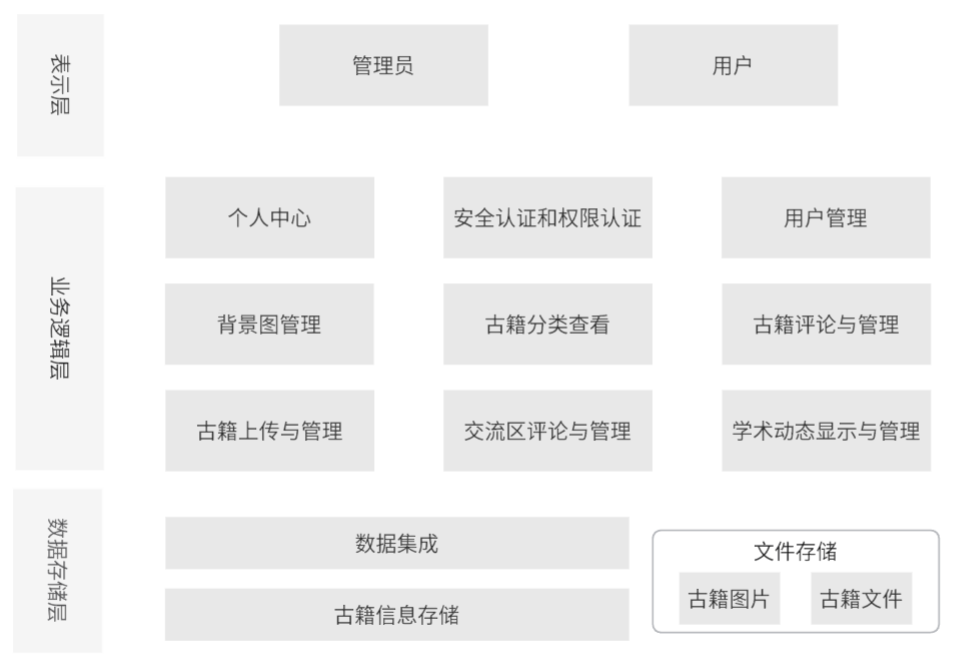 表示层
管理员
用户
业务逻辑层
个人中心
安全认证和权限认证
用户管理
背景图管理
古籍分类查看
古籍评论与管理
古籍上传与管理
交流区评论与管理
学术动态显示与管理
数据存储层
数据集成
古籍信息存储
文件存储
古籍图片
古籍文件